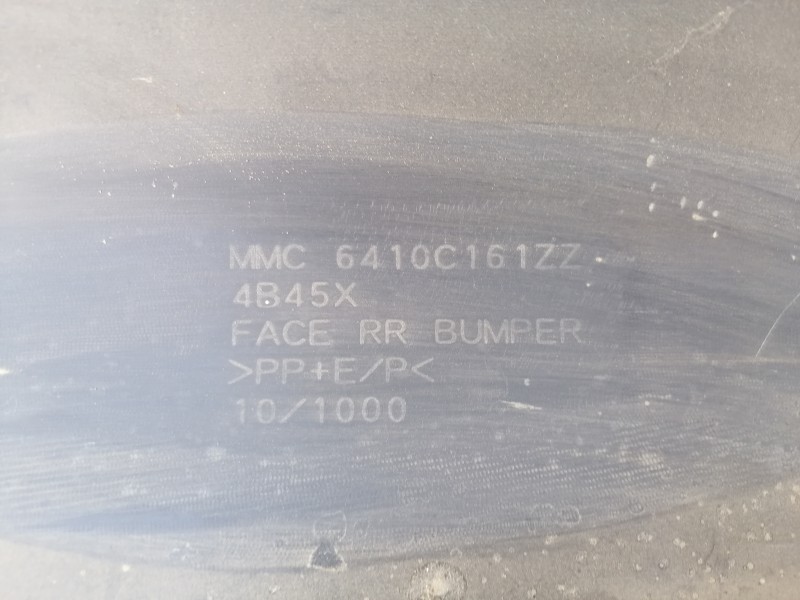 MMC 6410C161ZZ
4B45X
FACE RR BUMPER
>PP+E/P<
10/1000